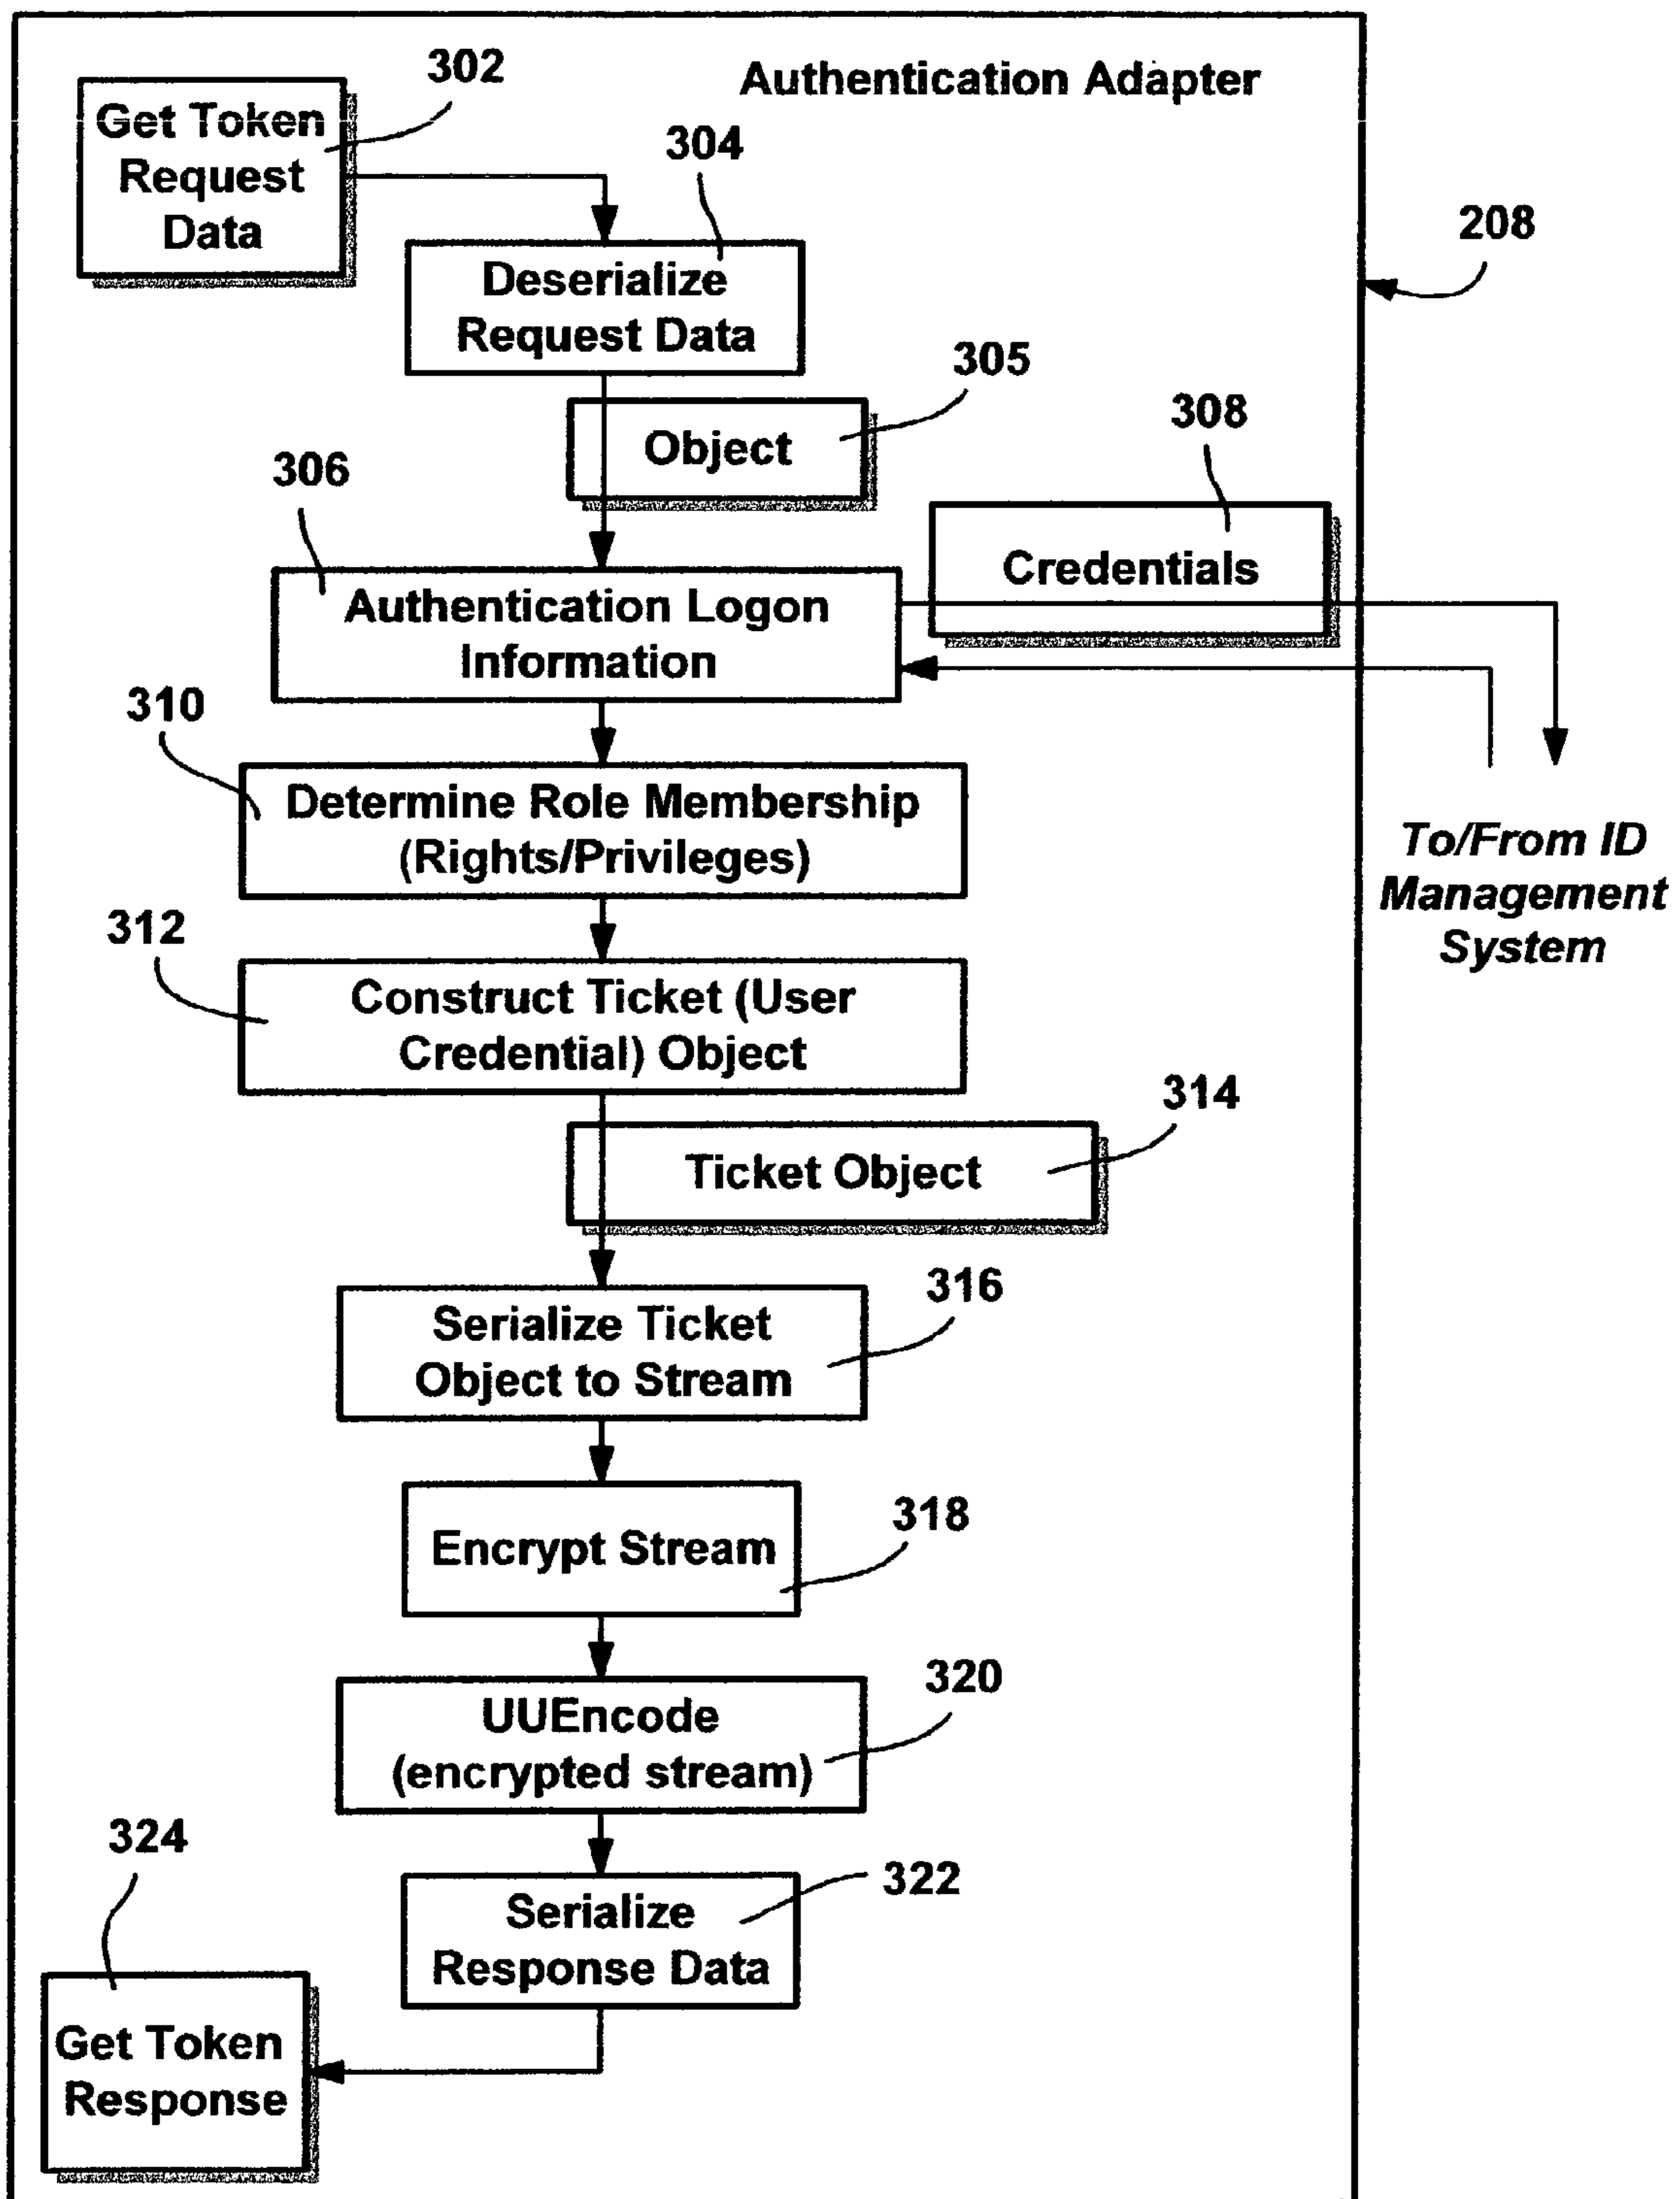 302
Authentication Adapter
Get Token
Request
Data
304
208
Deserialize
Request Data
305
Object
308
306
Credentials
Authentication Logon
Information
310
Determine Role Membership
(Rights/Privileges)
To/From ID
Management
System
312
Construct Ticket (User
Credential) Object
314
Ticket Object
316
Serialize Ticket
Object to Stream
318
Encrypt Stream
320
UUEncode
(encrypted stream)
324
322
Serialize
Response Data
Get Token
Response